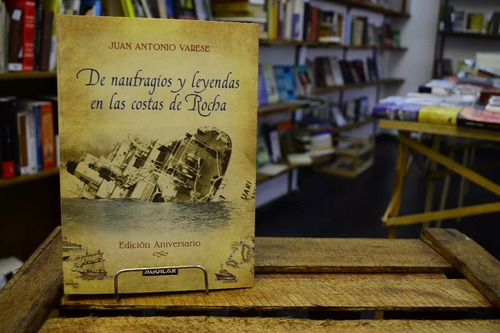 JUAN ANTONIO VARESE
De naufragios y leyendas
en las costas de Rocha
Edición Aniversario
AGUILAR